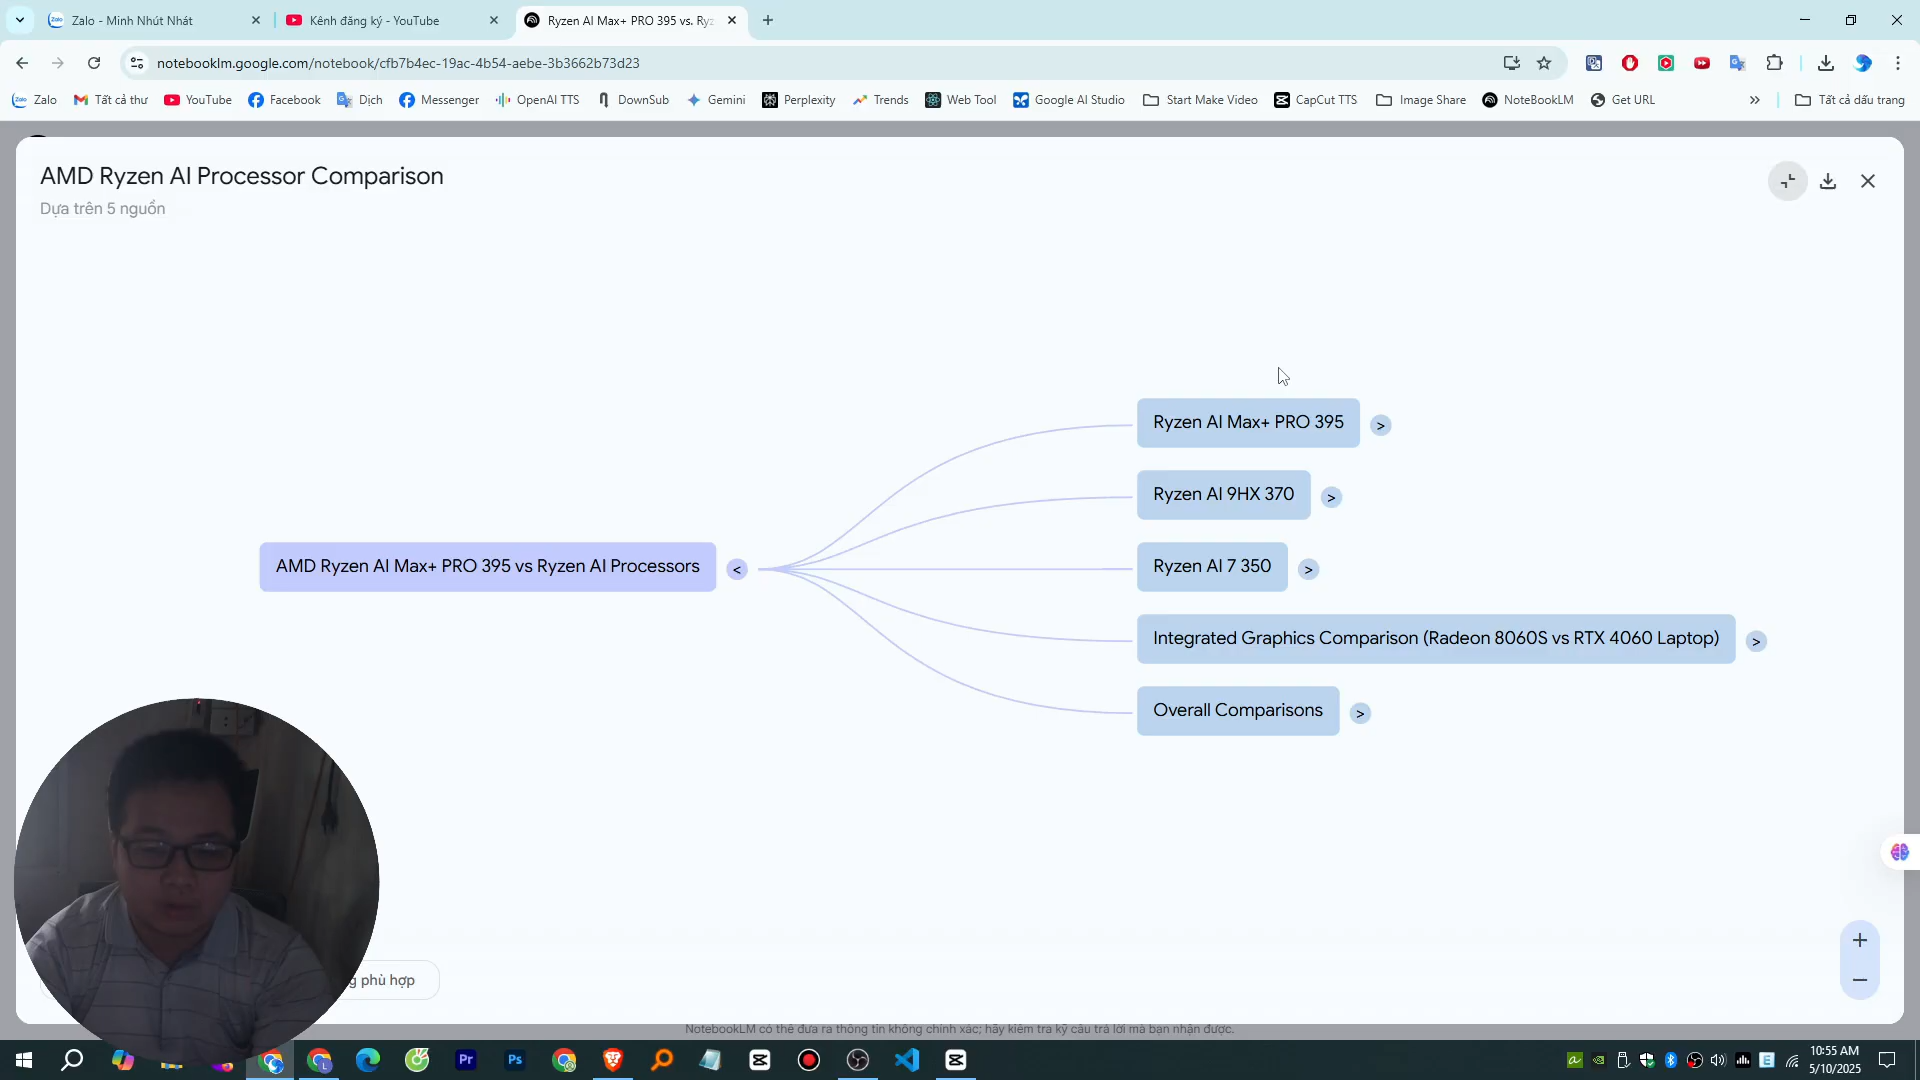 Zalo - Minh Nhút Nhát
Kênh đăng ký - YouTube
Ryzen AI Max+ PRO 395 vs. Ryz
notebooklm.google.com/notebook/cfb7b4ec-19ac-4b54-aebe-3b3662b73d23
Zalo
Tất cả thư
YouTube
Facebook
Dịch
Messenger
OpenAI TTS
DownSub
Gemini
Perplexity
Trends
Web Tool
Google AI Studio
Start Make Video
CapCut TTS
Image Share
NoteBookLM
Get URL
Tất cả dấu trang
AMD Ryzen AI Processor Comparison
Dựa trên 5 nguồn
Ryzen AI Max+ PRO 395
Ryzen AI 9HX 370
AMD Ryzen AI Max+ PRO 395 vs Ryzen AI Processors
Ryzen AI 7 350
Integrated Graphics Comparison (Radeon 8060S vs RTX 4060 Laptop)
Overall Comparisons
phù hợp
NotebookLM có thể đưa ra thông tin không chính xác; hãy kiểm tra kỹ câu trả lời mà bạn nhận được.
10:55 AM
5/10/2025